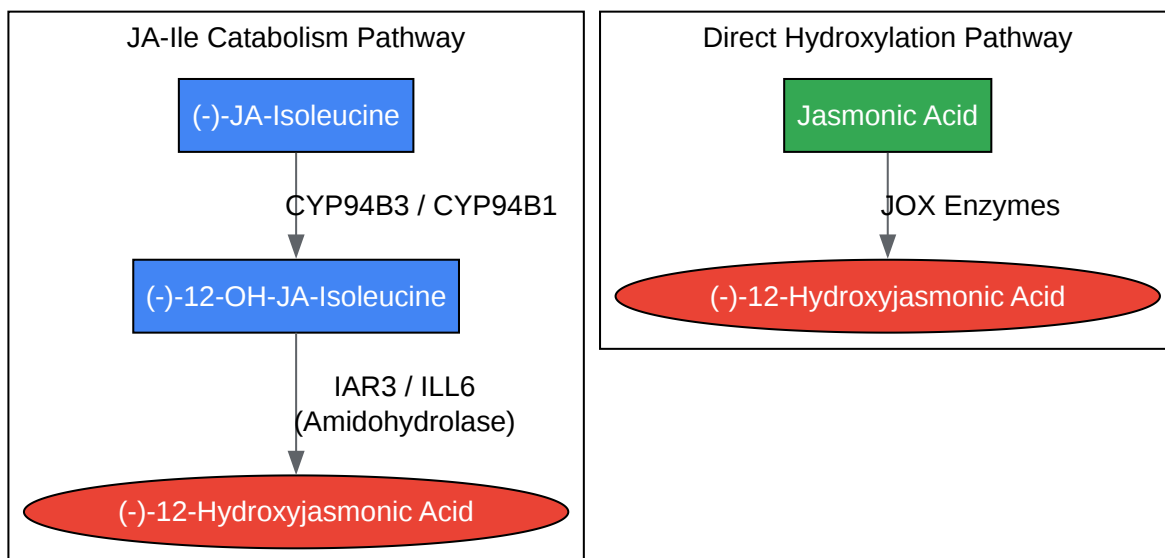 JA-Ile Catabolism Pathway
(-)-JA-Isoleucine
CYP94B3 / CYP94B1
(-)-12-OH-JA-Isoleucine
IAR3 / ILL6
(Amidohydrolase)
(-)-12-Hydroxyjasmonic Acid
Direct Hydroxylation Pathway
Jasmonic Acid
JOX Enzymes
(-)-12-Hydroxyjasmonic Acid